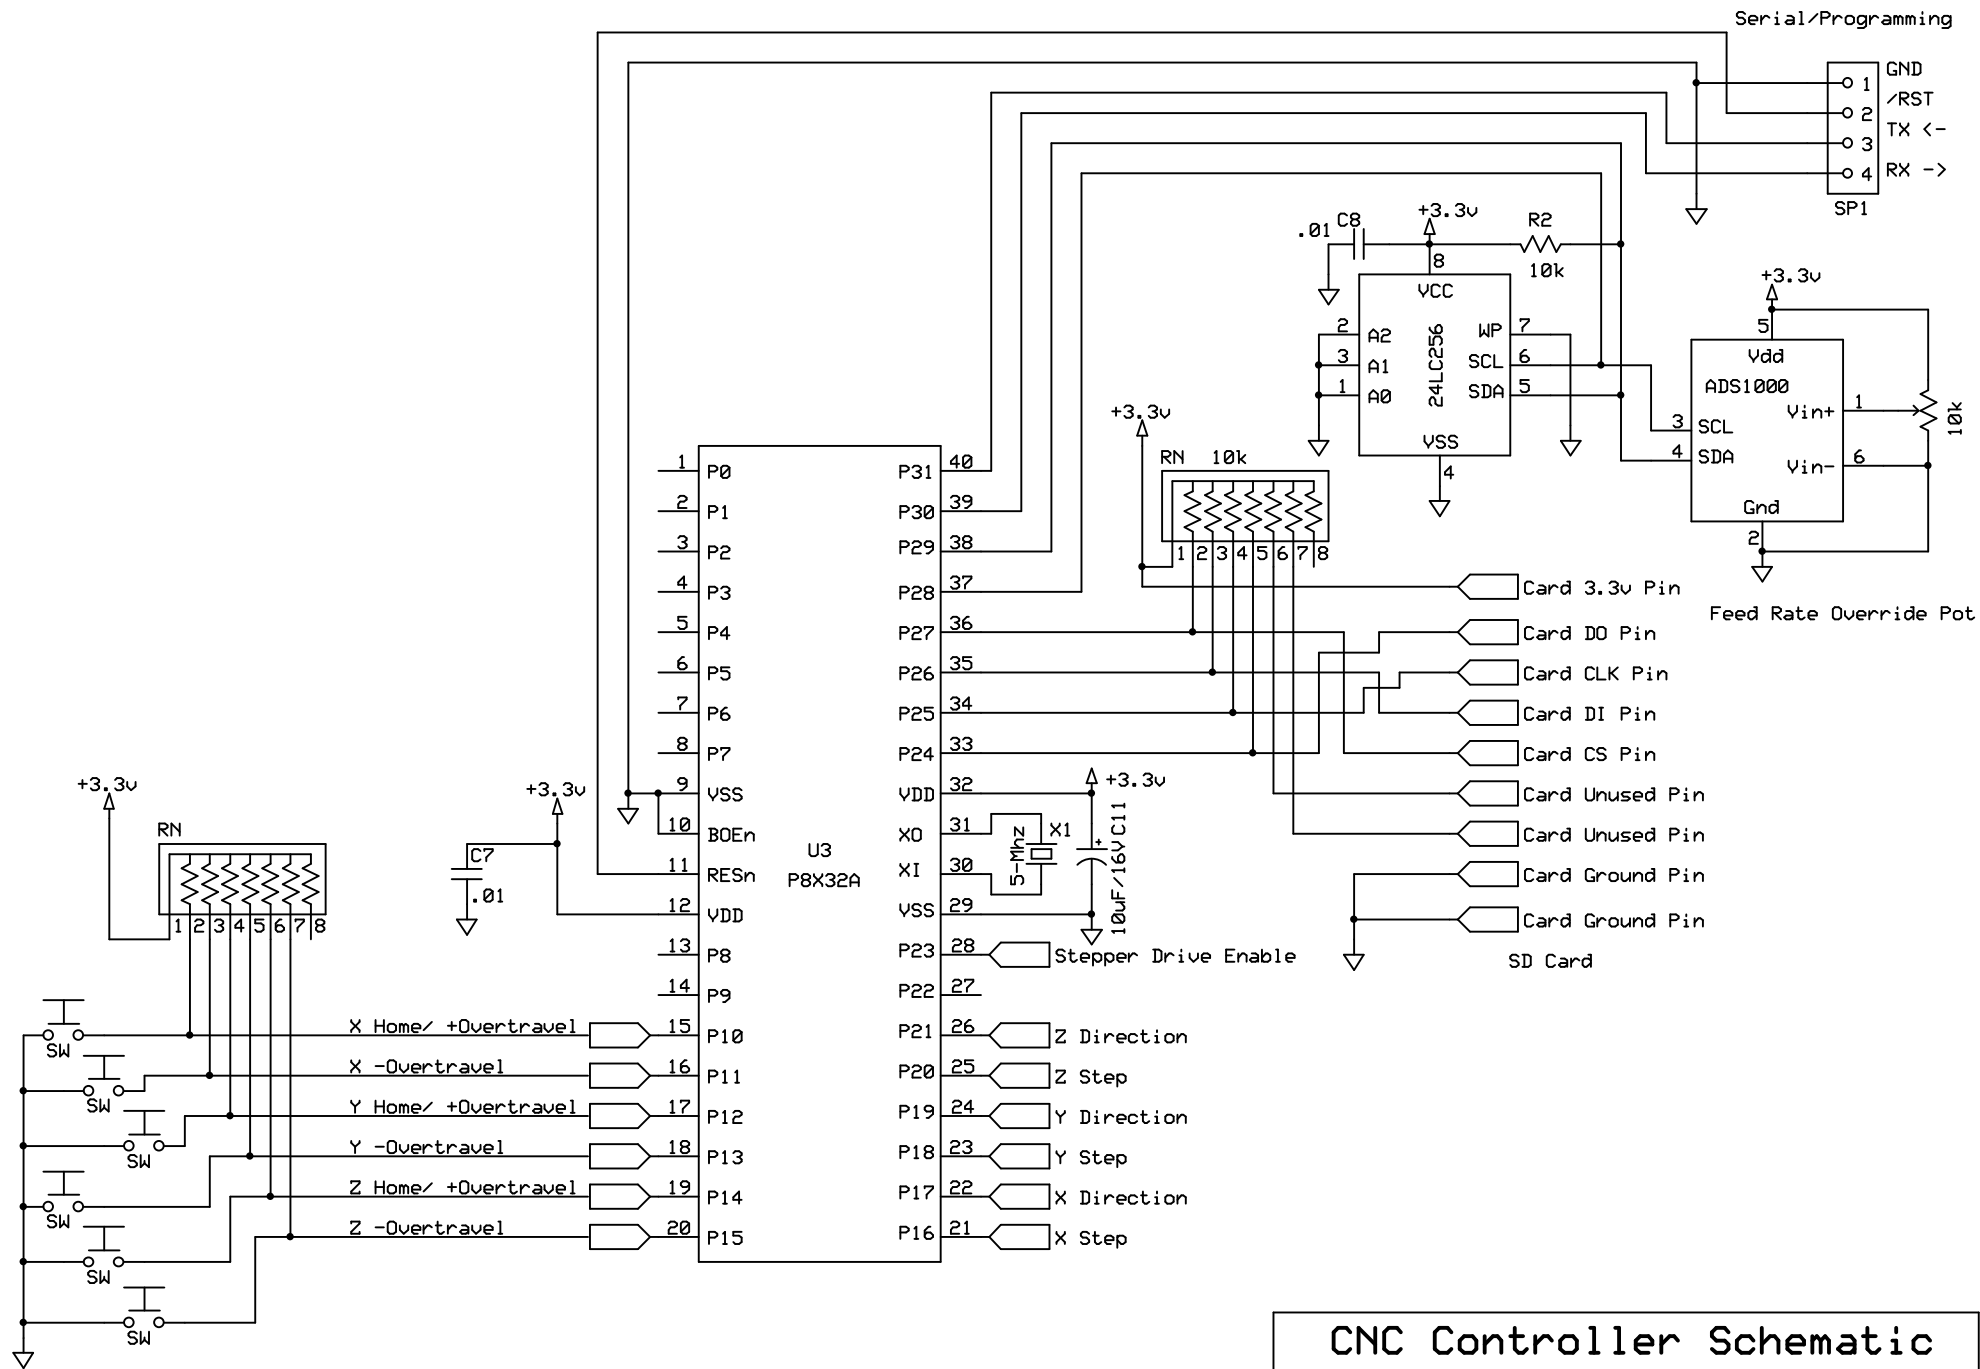 Serial/Programming
GND
1
/RST
2
TX <-
3
RX ->
4
SP1
+3.3v
C8
.01
R2
10k
8
VCC
2
A2
3
A1
1
A0
24LC256
WP
7
SCL
6
SDA
5
VSS
4
+3.3v
5
Vdd
ADS1000
Vin+
1
Vin-
6
3
SCL
4
SDA
Gnd
2
10k
Feed Rate Override Pot
+3.3v
RN
10k
1 2 3 4 5 6 7 8
Card 3.3v Pin
Card DO Pin
Card CLK Pin
Card DI Pin
Card CS Pin
Card Unused Pin
Card Unused Pin
Card Ground Pin
Card Ground Pin
SD Card
1 P0
2 P1
3 P2
4 P3
5 P4
6 P5
7 P6
8 P7
9 VSS
10 BOEn
11 RESn
12 VDD
13 P8
14 P9
15 P10
16 P11
17 P12
18 P13
19 P14
20 P15
U3
P8X32A
P31 40
P30 39
P29 38
P28 37
P27 36
P26 35
P25 34
P24 33
VDD 32
XO 31
XI 30
VSS 29
P23 28
P22 27
P21 26
P20 25
P19 24
P18 23
P17 22
P16 21
+3.3v
5-Mhz
X1
+
10uF/16V C11
Stepper Drive Enable
Z Direction
Z Step
Y Direction
Y Step
X Direction
X Step
+3.3v
C7
.01
+3.3v
RN
1 2 3 4 5 6 7 8
X Home/ +Overtravel
X -Overtravel
Y Home/ +Overtravel
Y -Overtravel
Z Home/ +Overtravel
Z -Overtravel
SW
SW
SW
SW
SW
SW
CNC Controller Schematic